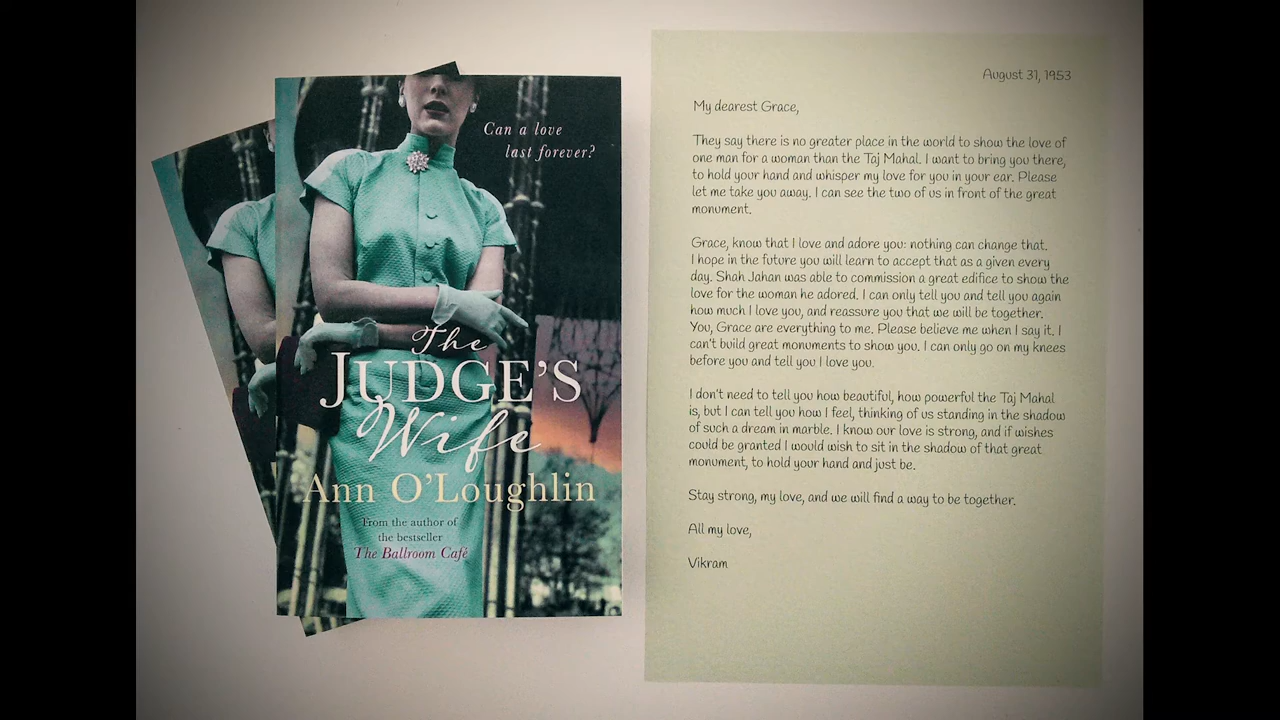 Can a love
last forever?
The
JUDGE'S
Wife
Ann O'Loughlin
From the author of
the bestseller
The Ballroom Café
August 31, 1953
My dearest Grace,
They say there is no greater place in the world to show the love of
one man for a woman than the Taj Mahal. I want to bring you there,
to hold your hand and whisper my love for you in your ear. Please
let me take you away. I can see the two of us in front of the great
monument.
Grace, know that I love and adore you: nothing can change that.
I hope in the future you will learn to accept that as a given every
day. Shah Jahan was able to commission a great edifice to show the
love for the woman he adored. I can only tell you and tell you again
how much I love you, and reassure you that we will be together.
You, Grace are everything to me. Please believe me when I say it. I
can't build great monuments to show you. I can only go on my knees
before you and tell you I love you.
I don't need to tell you how beautiful, how powerful the Taj Mahal
is, but I can tell you how I feel, thinking of us standing in the shadow
of such a dream in marble. I know our love is strong, and if wishes
could be granted I would wish to sit in the shadow of that great
monument, to hold your hand and just be.
Stay strong, my love, and we will find a way to be together.
All my love,
Vikram